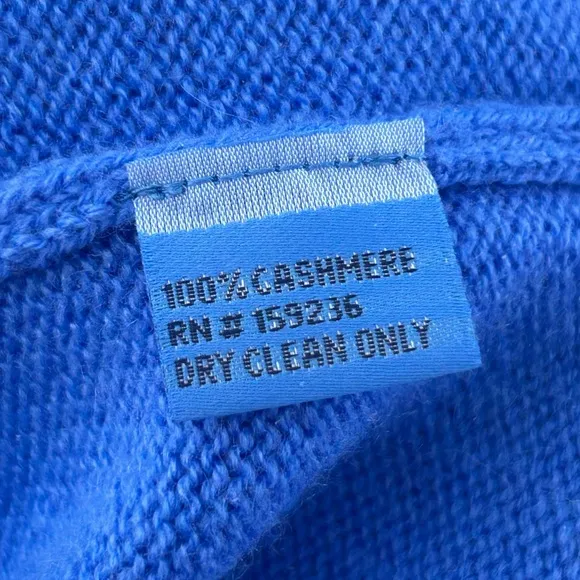 100% CASHMERE
RN # 159236
DRY CLEAN ONLY